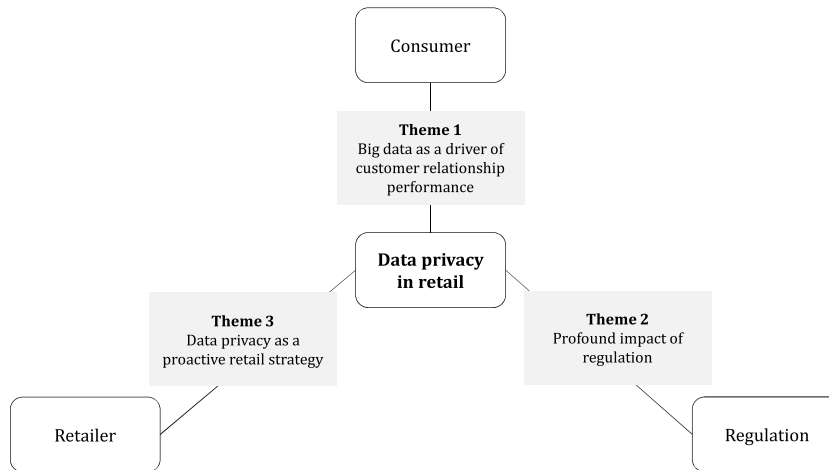 Consumer
Theme 1
Big data as a driver of
customer relationship
performance
Data privacy
in retail
Theme 3
Data privacy as a
proactive retail strategy
Theme 2
Profound impact of
regulation
Retailer
Regulation